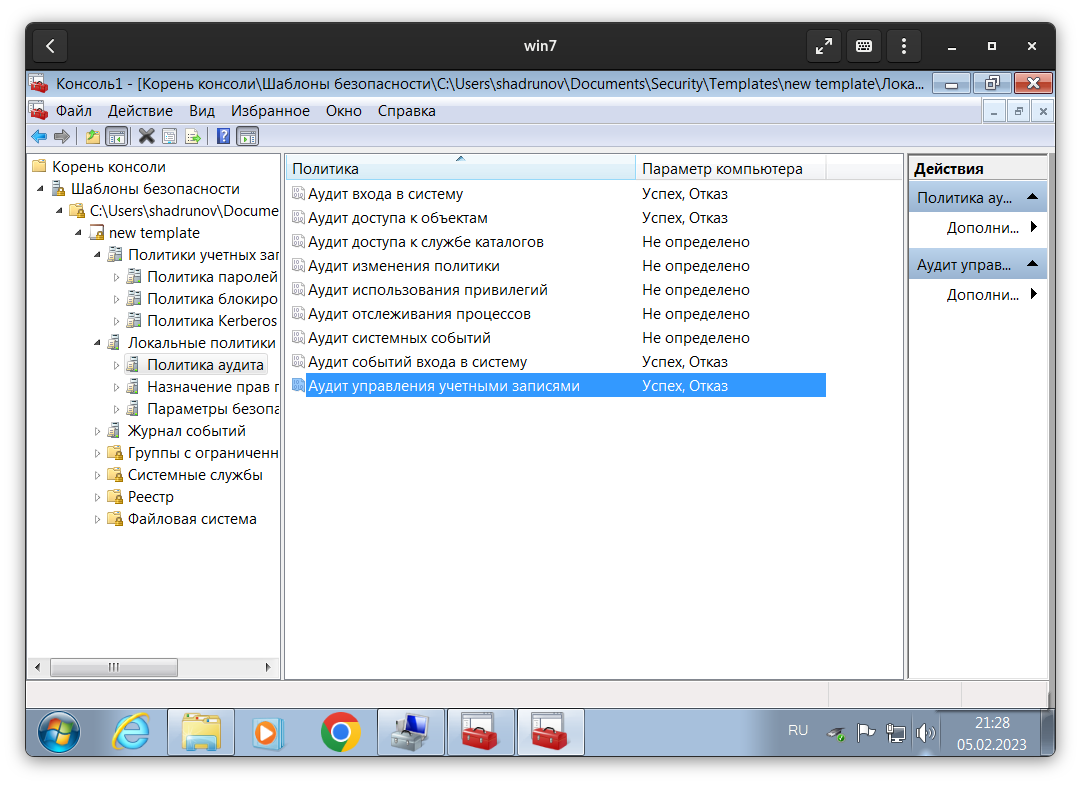 win7
Консоль1 - [Корень консоли\Шаблоны безопасности\C:\Users\shadrunov\Documents\Security\Templates\new template\Лока...
Файл Действие Вид Избранное Окно Справка
Корень консоли
Шаблоны безопасности
C:\Users\shadrunov\Docume
new template
Политики учетных заг
Политика паролей
Политика блокиро
Политика Kerberos
Локальные политики
Политика аудита
Назначение прав г
Параметры безопа
Журнал событий
Группы с ограниченн
Системные службы
Реестр
Файловая система
Политика Параметр компьютера
Аудит входа в систему Успех, Отказ
Аудит доступа к объектам Успех, Отказ
Аудит доступа к службе каталогов Не определено
Аудит изменения политики Не определено
Аудит использования привилегий Не определено
Аудит отслеживания процессов Не определено
Аудит системных событий Не определено
Аудит событий входа в систему Успех, Отказ
Аудит управления учетными записями Успех, Отказ
Действия
Политика ау...
Дополни...
Аудит управ...
Дополни...
RU
21:28
05.02.2023